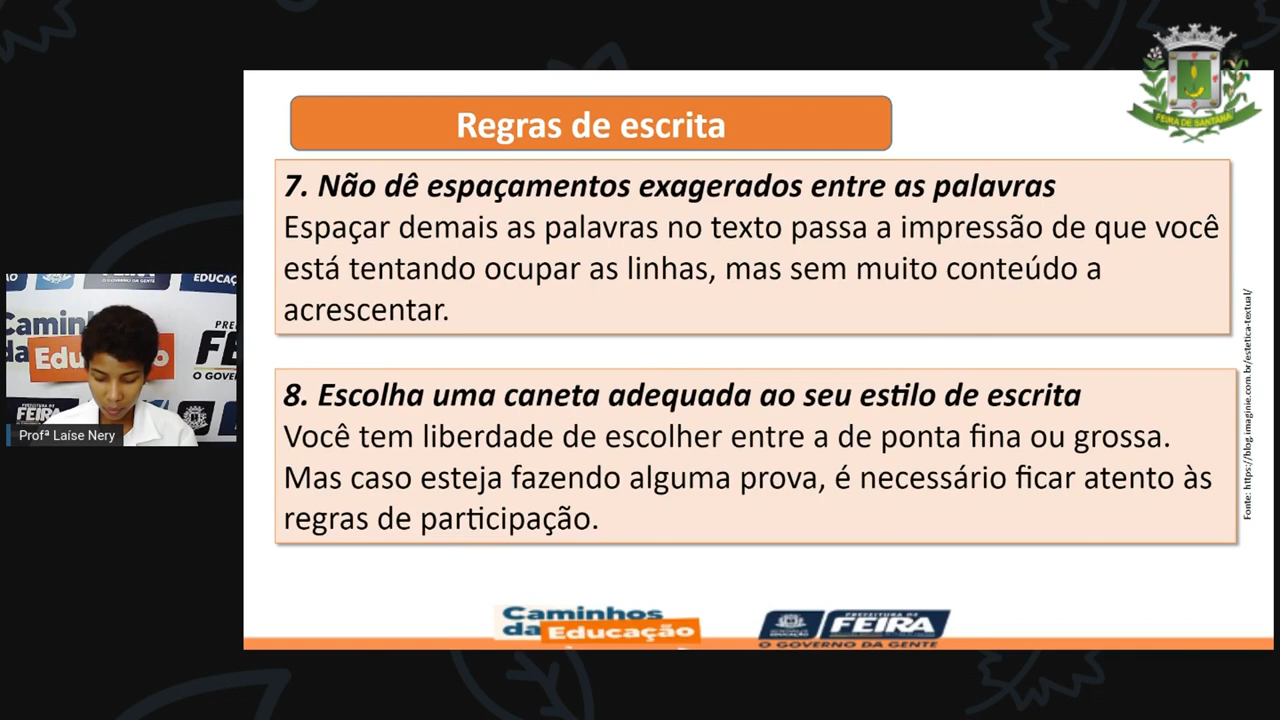 FEIRA DE SANTANA
Regras de escrita
7. Não dê espaçamentos exagerados entre as palavras
Espaçar demais as palavras no texto passa a impressão de que você
está tentando ocupar as linhas, mas sem muito conteúdo a
acrescentar.
8. Escolha uma caneta adequada ao seu estilo de escrita
Você tem liberdade de escolher entre a de ponta fina ou grossa.
Mas caso esteja fazendo alguma prova, é necessário ficar atento às
regras de participação.
Fonte: https://blog.imaginie.com.br/estetica-textual/
Profª Laíse Nery
Caminhos
da Educação
PREFEITURA DE
FEIRA
O GOVERNO DA GENTE